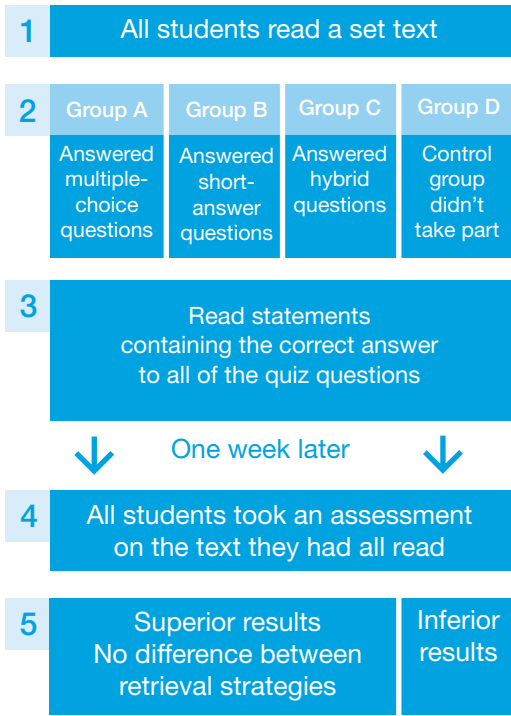 1
All students read a set text
2
Group A
Answered
multiple-
choice
questions
Group B
Answered
short-
answer
questions
Group C
Answered
hybrid
questions
Group D
Control
group
didn't
take part
3
Read statements
containing the correct answer
to all of the quiz questions
One week later
4
All students took an assessment
on the text they had all read
5
Superior results
No difference between
retrieval strategies
Inferior
results